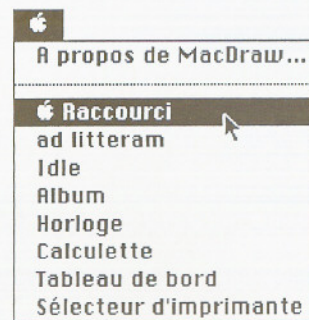 A propos de MacDraw...
Raccourci
ad litteram
Idle
Album
Horloge
Calculette
Tableau de bord
Sélecteur d'imprimante